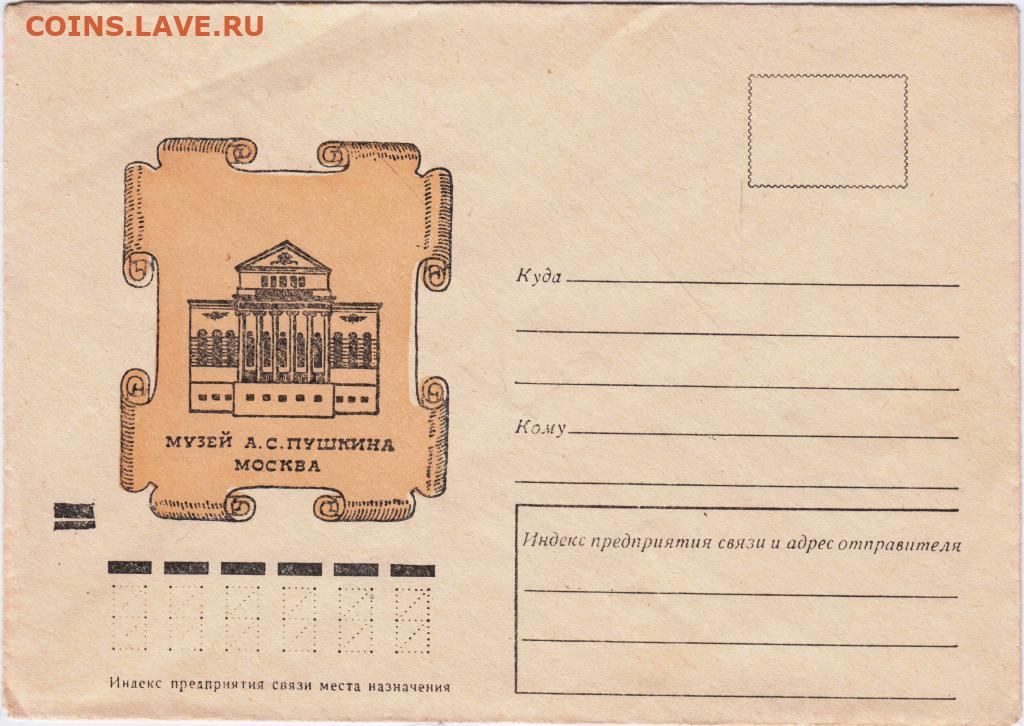 COINS.LAVE.RU
МУЗЕЙ А.С.ПУШКИНА
МОСКВА
Куда
Кому
Индекс предприятия связи и адрес отправителя
Индекс предприятия связи места назначения